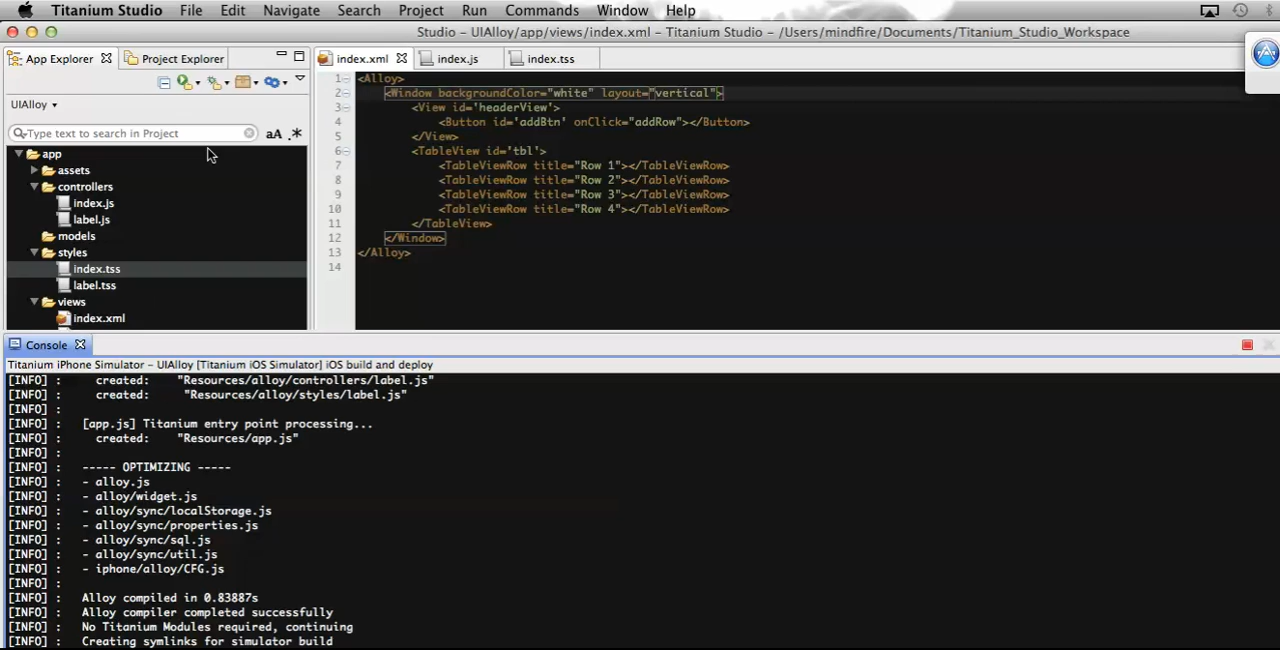 Titanium Studio File Edit Navigate Search Project Run Commands Window Help
Studio - UIAlloy/app/views/index.xml - Titanium Studio - /Users/mindfire/Documents/Titanium_Studio_Workspace
App Explorer Project Explorer
index.xml index.js index.tss
UIAlloy
Type text to search in Project aA .*
app
assets
controllers
index.js
label.js
models
styles
index.tss
label.tss
views
index.xml
1 <Alloy>
2 <Window backgroundColor="white" layout="vertical">
3 <View id='headerView'>
4 <Button id='addBtn' onClick="addRow"></Button>
5 </View>
6 <TableView id='tbl'>
7 <TableViewRow title="Row 1"></TableViewRow>
8 <TableViewRow title="Row 2"></TableViewRow>
9 <TableViewRow title="Row 3"></TableViewRow>
10 <TableViewRow title="Row 4"></TableViewRow>
11 </TableView>
12 </Window>
13 </Alloy>
14
Console
Titanium iPhone Simulator - UIAlloy [Titanium iOS Simulator] iOS build and deploy
[INFO] : created: "Resources/alloy/controllers/label.js"
[INFO] : created: "Resources/alloy/styles/label.js"
[INFO] :
[INFO] : [app.js] Titanium entry point processing...
[INFO] : created: "Resources/app.js"
[INFO] :
[INFO] : ----- OPTIMIZING -----
[INFO] : - alloy.js
[INFO] : - alloy/widget.js
[INFO] : - alloy/sync/localStorage.js
[INFO] : - alloy/sync/properties.js
[INFO] : - alloy/sync/sql.js
[INFO] : - alloy/sync/util.js
[INFO] : - iphone/alloy/CFG.js
[INFO] :
[INFO] : Alloy compiled in 0.83887s
[INFO] : Alloy compiler completed successfully
[INFO] : No Titanium Modules required, continuing
[INFO] : Creating symlinks for simulator build